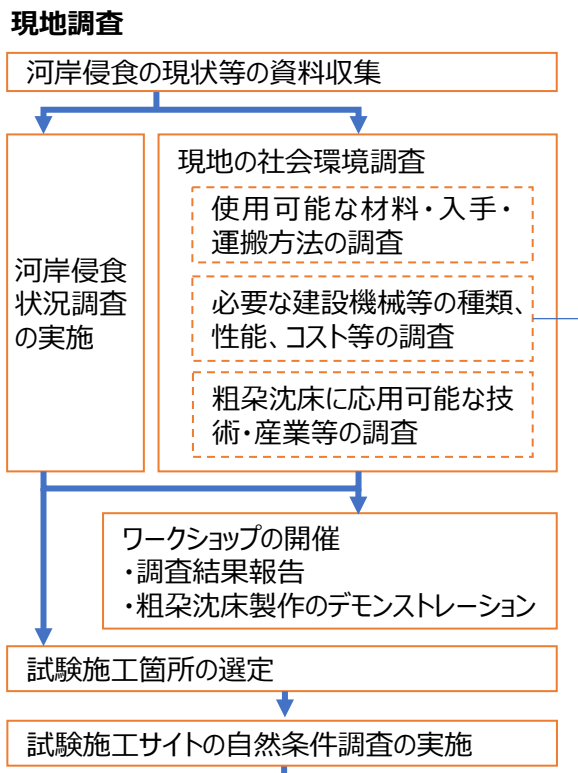 現地調査
河岸侵食の現状等の資料収集
河岸侵食
状況調査
の実施
現地の社会環境調査
使用可能な材料・入手・
運搬方法の調査
必要な建設機械等の種類、
性能、コスト等の調査
粗朶沈床に応用可能な技
術・産業等の調査
ワークショップの開催
・調査結果報告
・粗朶沈床製作のデモンストレーション
試験施工箇所の選定
試験施工サイトの自然条件調査の実施